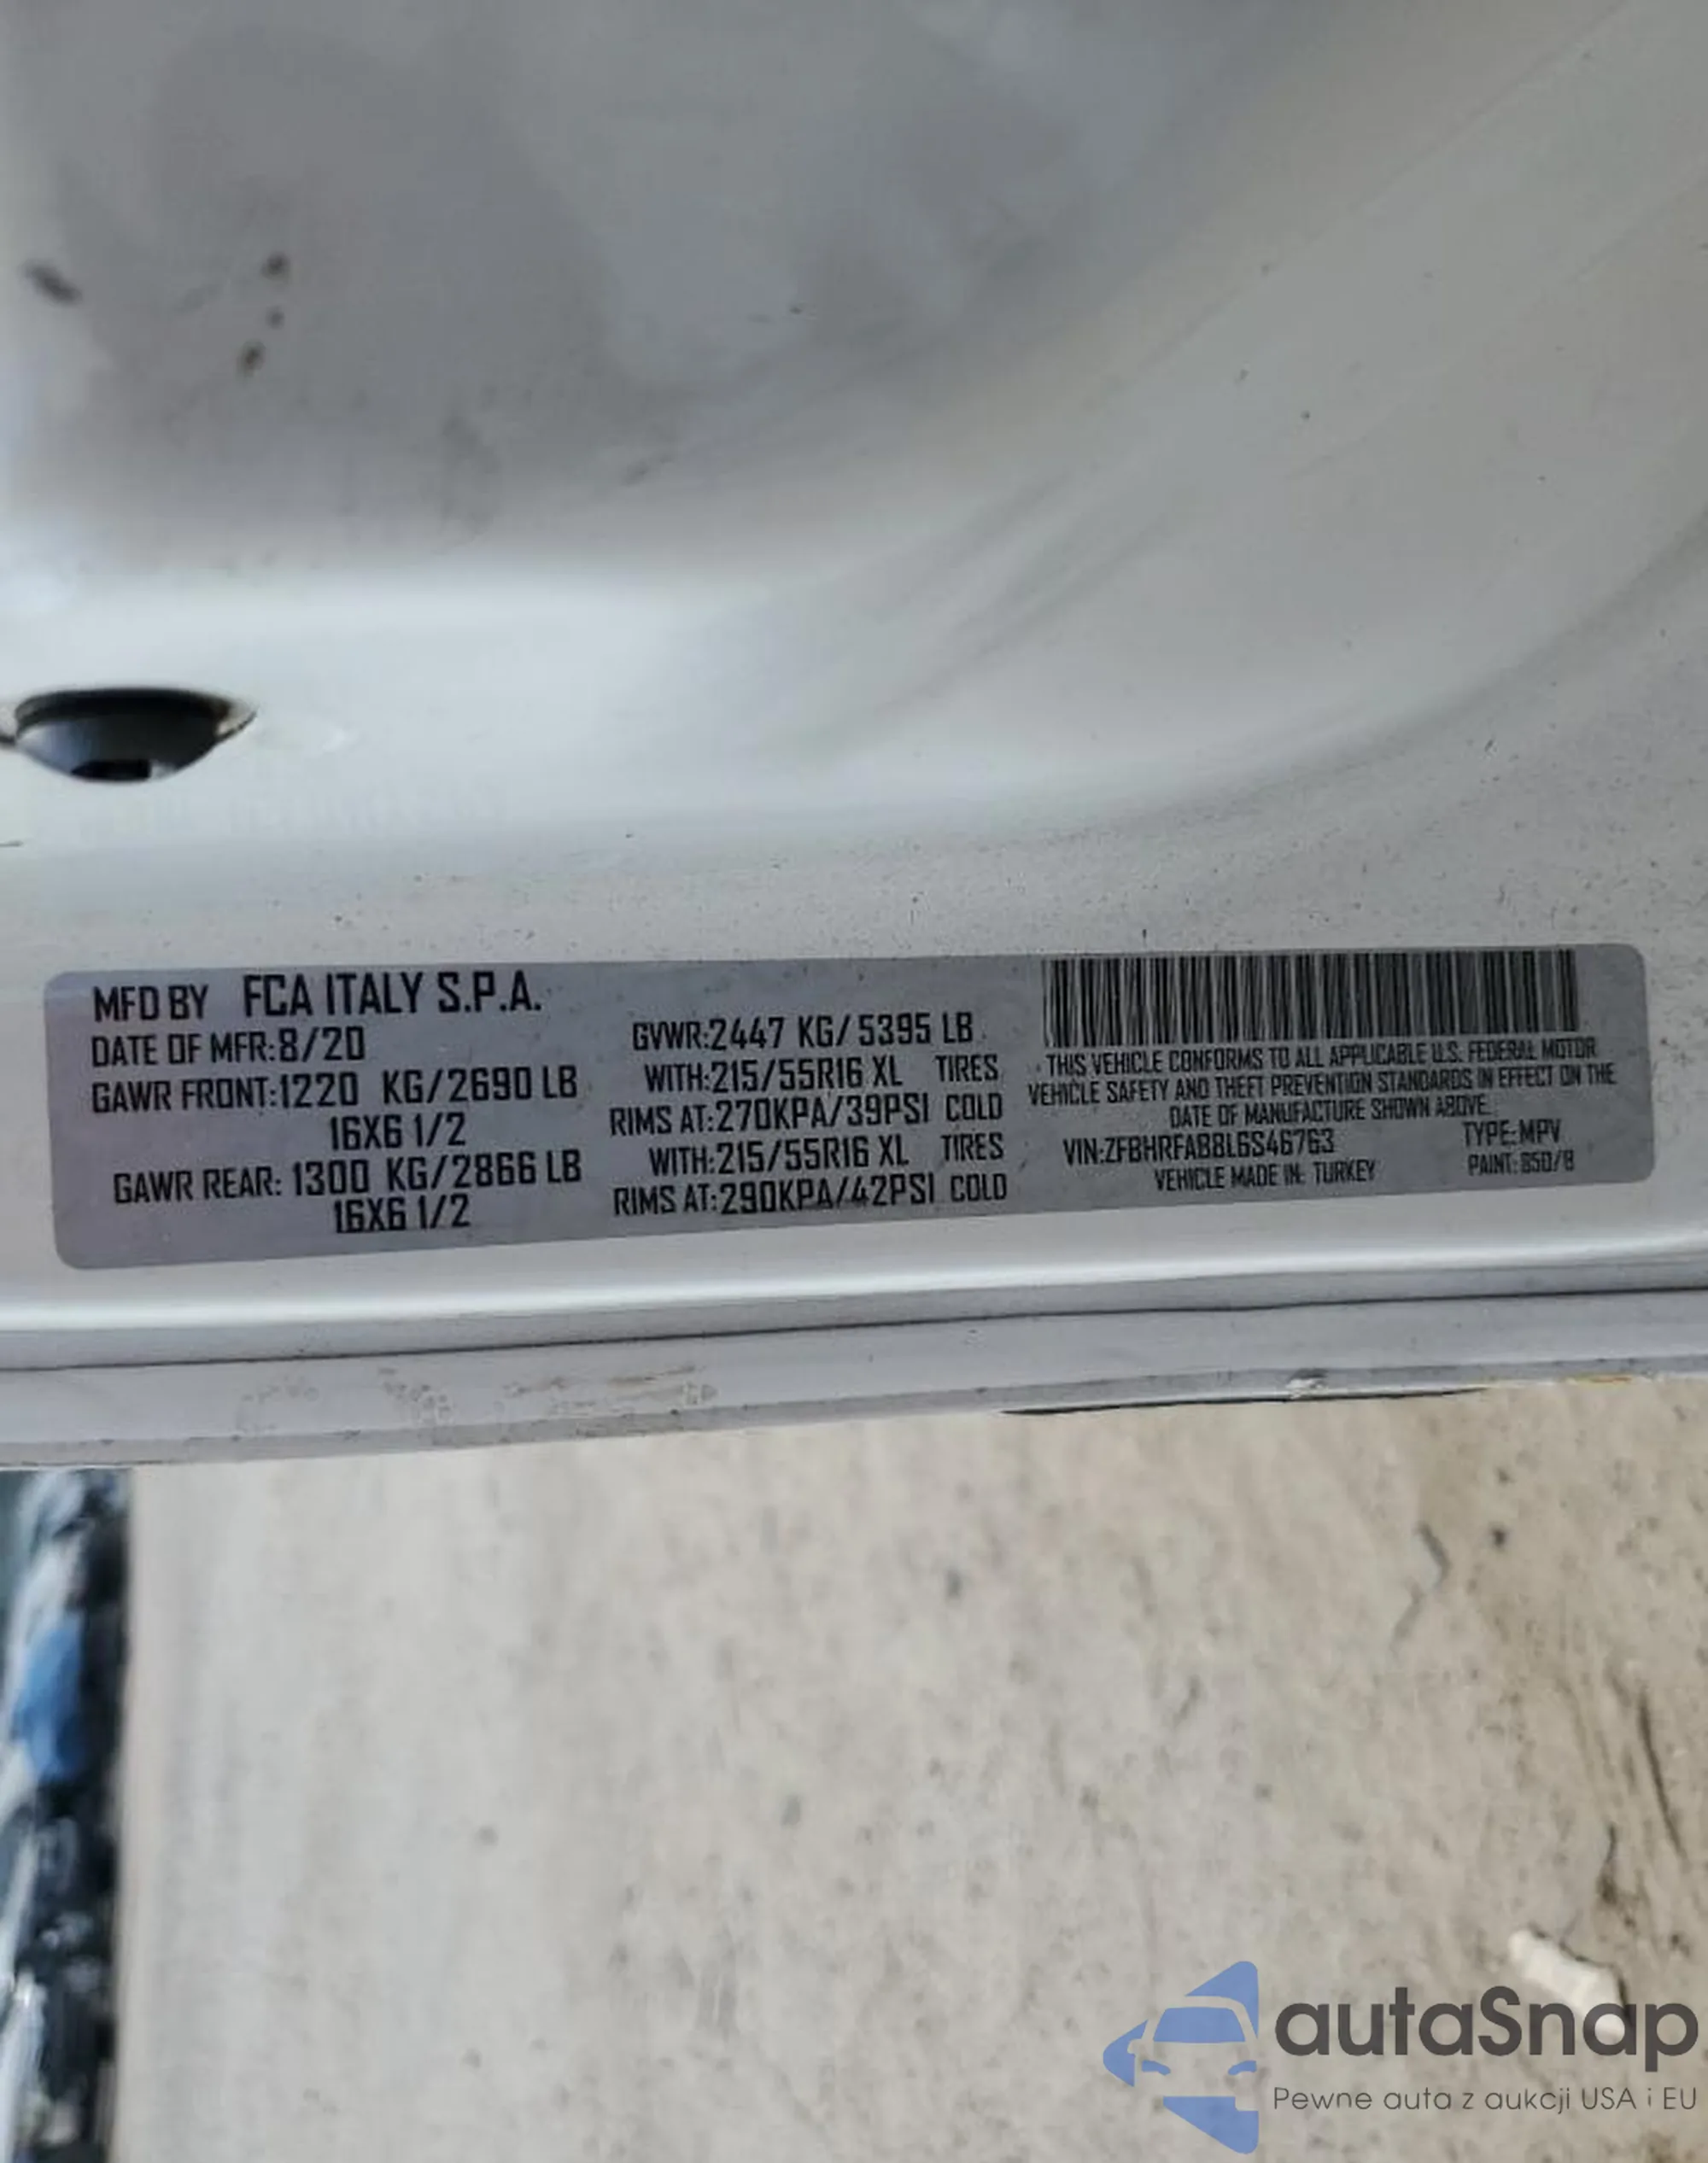 MFD BY FCA ITALY S.P.A.
DATE OF MFR:8/20
GAWR FRONT:1220 KG/2690 LB
16X6 1/2
GAWR REAR: 1300 KG/2866 LB
16X6 1/2
GVWR:2447 KG/5395 LB
WITH:215/55R16 XL TIRES
RIMS AT:270KPA/39PSI COLD
WITH:215/55R16 XL TIRES
RIMS AT:290KPA/42PSI COLD
THIS VEHICLE CONFORMS TO ALL APPLICABLE U.S. FEDERAL MOTOR
VEHICLE SAFETY AND THEFT PREVENTION STANDARDS IN EFFECT ON THE
DATE OF MANUFACTURE SHOWN ABOVE.
VIN:ZFBHRFAB8L6S46763 TYPE:MPV
VEHICLE MADE IN: TURKEY PAINT: 650/B
autaSnap
Pewne auta z aukcji USA i EU